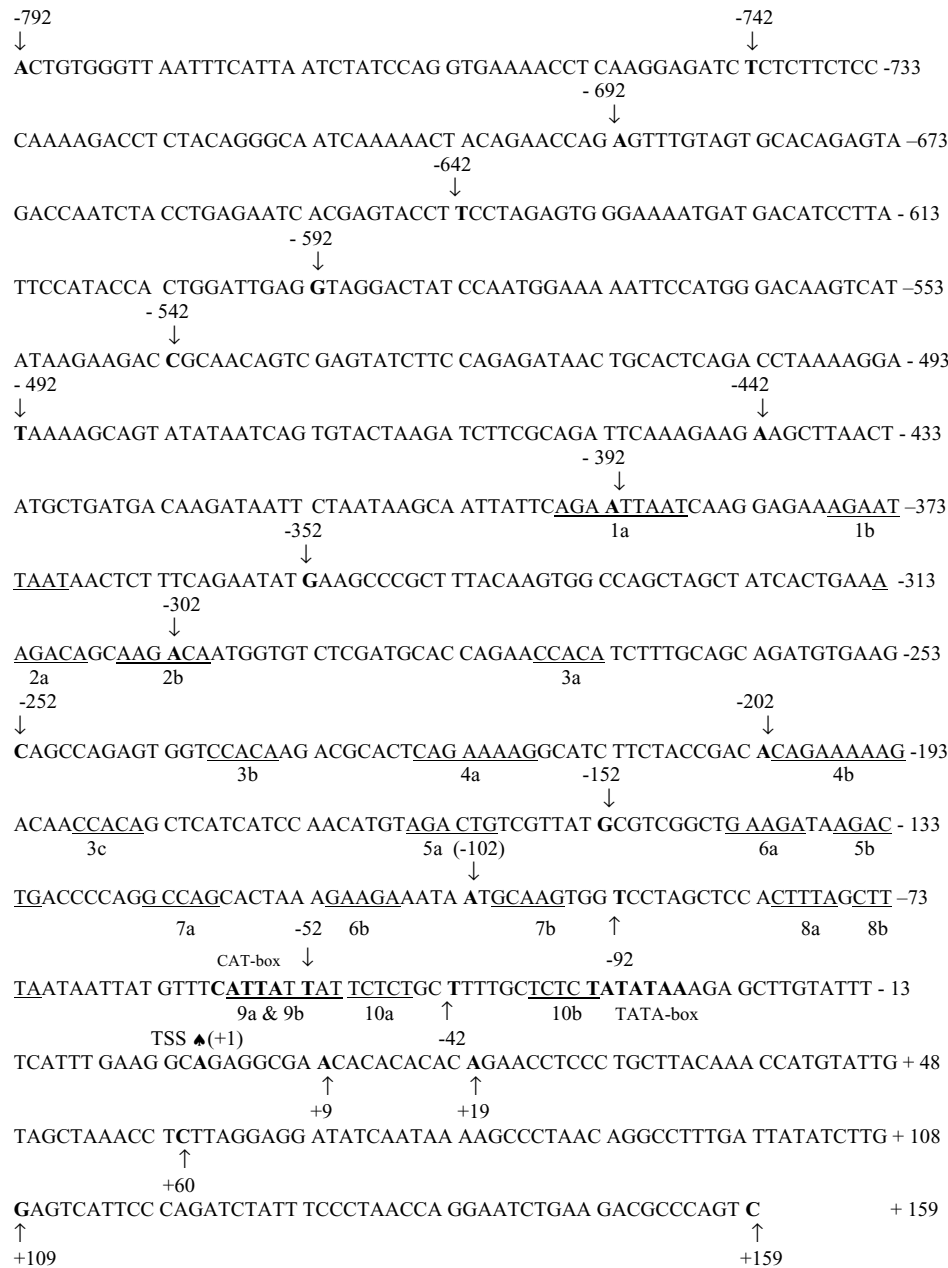 -792 -742
↓ ↓
ACTGTGGGTT AATTTCATTA ATCTATCCAG GTGAAAACCT CAAGGAGATC TCTCTTCTCC -733
- 692
↓
CAAAAGACCT CTACAGGGCA ATCAAAAACT ACAGAACCAG AGTTTGTAGT GCACAGAGTA –673
-642
↓
GACCAATCTA CCTGAGAATC ACGAGTACCT TCCTAGAGTG GGAAAATGAT GACATCCTTA - 613
- 592
↓
TTCCATACCA CTGGATTGAG GTAGGACTAT CCAATGGAAA AATTCCATGG GACAAGTCAT –553
- 542
↓
ATAAGAAGAC CGCAACAGTC GAGTATCTTC CAGAGATAAC TGCACTCAGA CCTAAAAGGA - 493
- 492 -442
↓ ↓
TAAAAGCAGT ATATAATCAG TGTACTAAGA TCTTCGCAGA TTCAAAGAAG AAGCTTAACT - 433
- 392
↓
ATGCTGATGA CAAGATAATT CTAATAAGCA ATTATTCAGA ATTAATCAAG GAGAAAGAAT –373
-352 1a 1b
↓
TAATAACTCT TTCAGAATAT GAAGCCCGCT TTACAAGTGG CCAGCTAGCT ATCACTGAAA -313
-302
↓
AGACAGCAAG ACAATGGTGT CTCGATGCAC CAGAACCACA TCTTTGCAGC AGATGTGAAG -253
2a 2b 3a
-252 -202
↓ ↓
CAGCCAGAGT GGTCCACAAG ACGCACTCAG AAAAGGCATC TTCTACCGAC ACAGAAAAAG -193
3b 4a -152 4b
↓
ACAACCACAG CTCATCATCC AACATGTAGA CTGTCGTTAT GCGTCGGCTG AAGATAAGAC - 133
3c 5a (-102) 6a 5b
↓
TGACCCCAGG CCAGCACTAA AGAAGAAATA ATGCAAGTGG TCCTAGCTCC ACTTTAGCTT –73
7a -52 6b 7b ↑ 8a 8b
CAT-box ↓ -92
TAATAATTAT GTTTCATTAT TAT TCTCTGC TTTTGCTCTC TATATAAAGA GCTTGTATTT - 13
9a & 9b 10a ↑ 10b TATA-box
TSS ♠(+1) -42
TCATTT GAAG GCAGAGGCGA ACACACACAC AGAACCTCCC TGCTTACAAA CCATGTATTG + 48
↑ ↑
+9 +19
TAGCTAAACC TCTTAGGAGG ATATCAATAA AAGCCCTAAC AGGCCTTTGA TTATATCTTG + 108
↑
+60
GAGTCATTCC CAGATCTATT TCCCTAACCA GGAATCTGAA GACGCCCAGT C + 159
↑ ↑
+109 +159